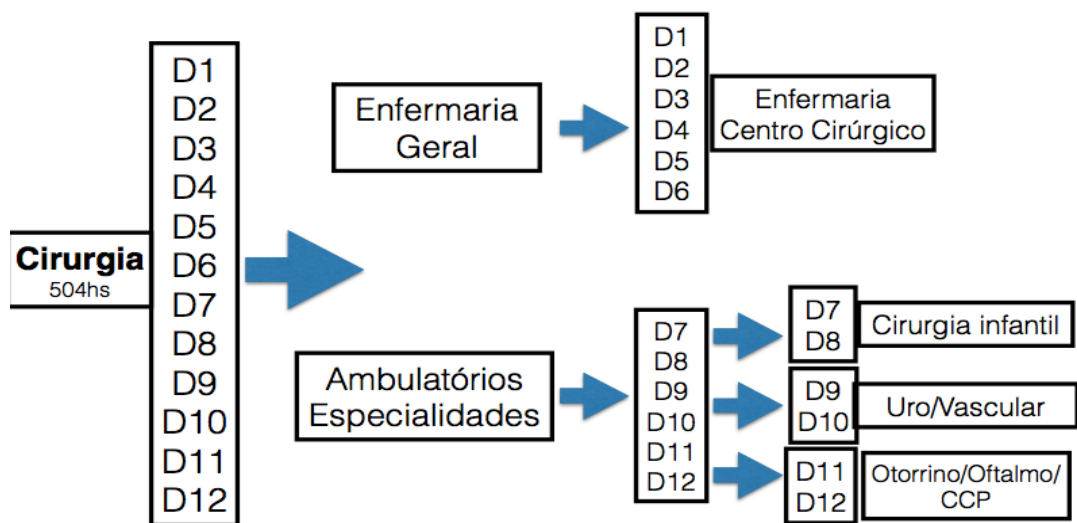 Cirurgia
504hs
D1
D2
D3
D4
D5
D6
D7
D8
D9
D10
D11
D12
Enfermaria
Geral
D1
D2
D3
D4
D5
D6
Enfermaria
Centro Cirúrgico
Ambulatórios
Especialidades
D7
D8
D9
D10
D11
D12
D7
D8
Cirurgia infantil
D9
D10
Uro/Vascular
D11
D12
Otorrino/Oftalmo/
CCP